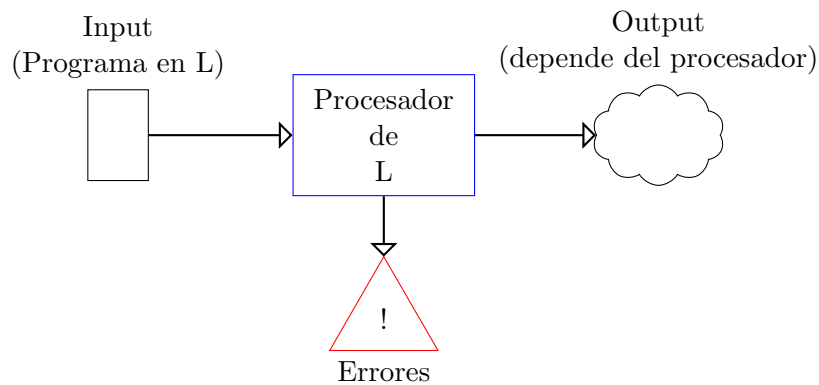 Input
(Programa en L)
Procesador
de
L
Output
(depende del procesador)
!
Errores